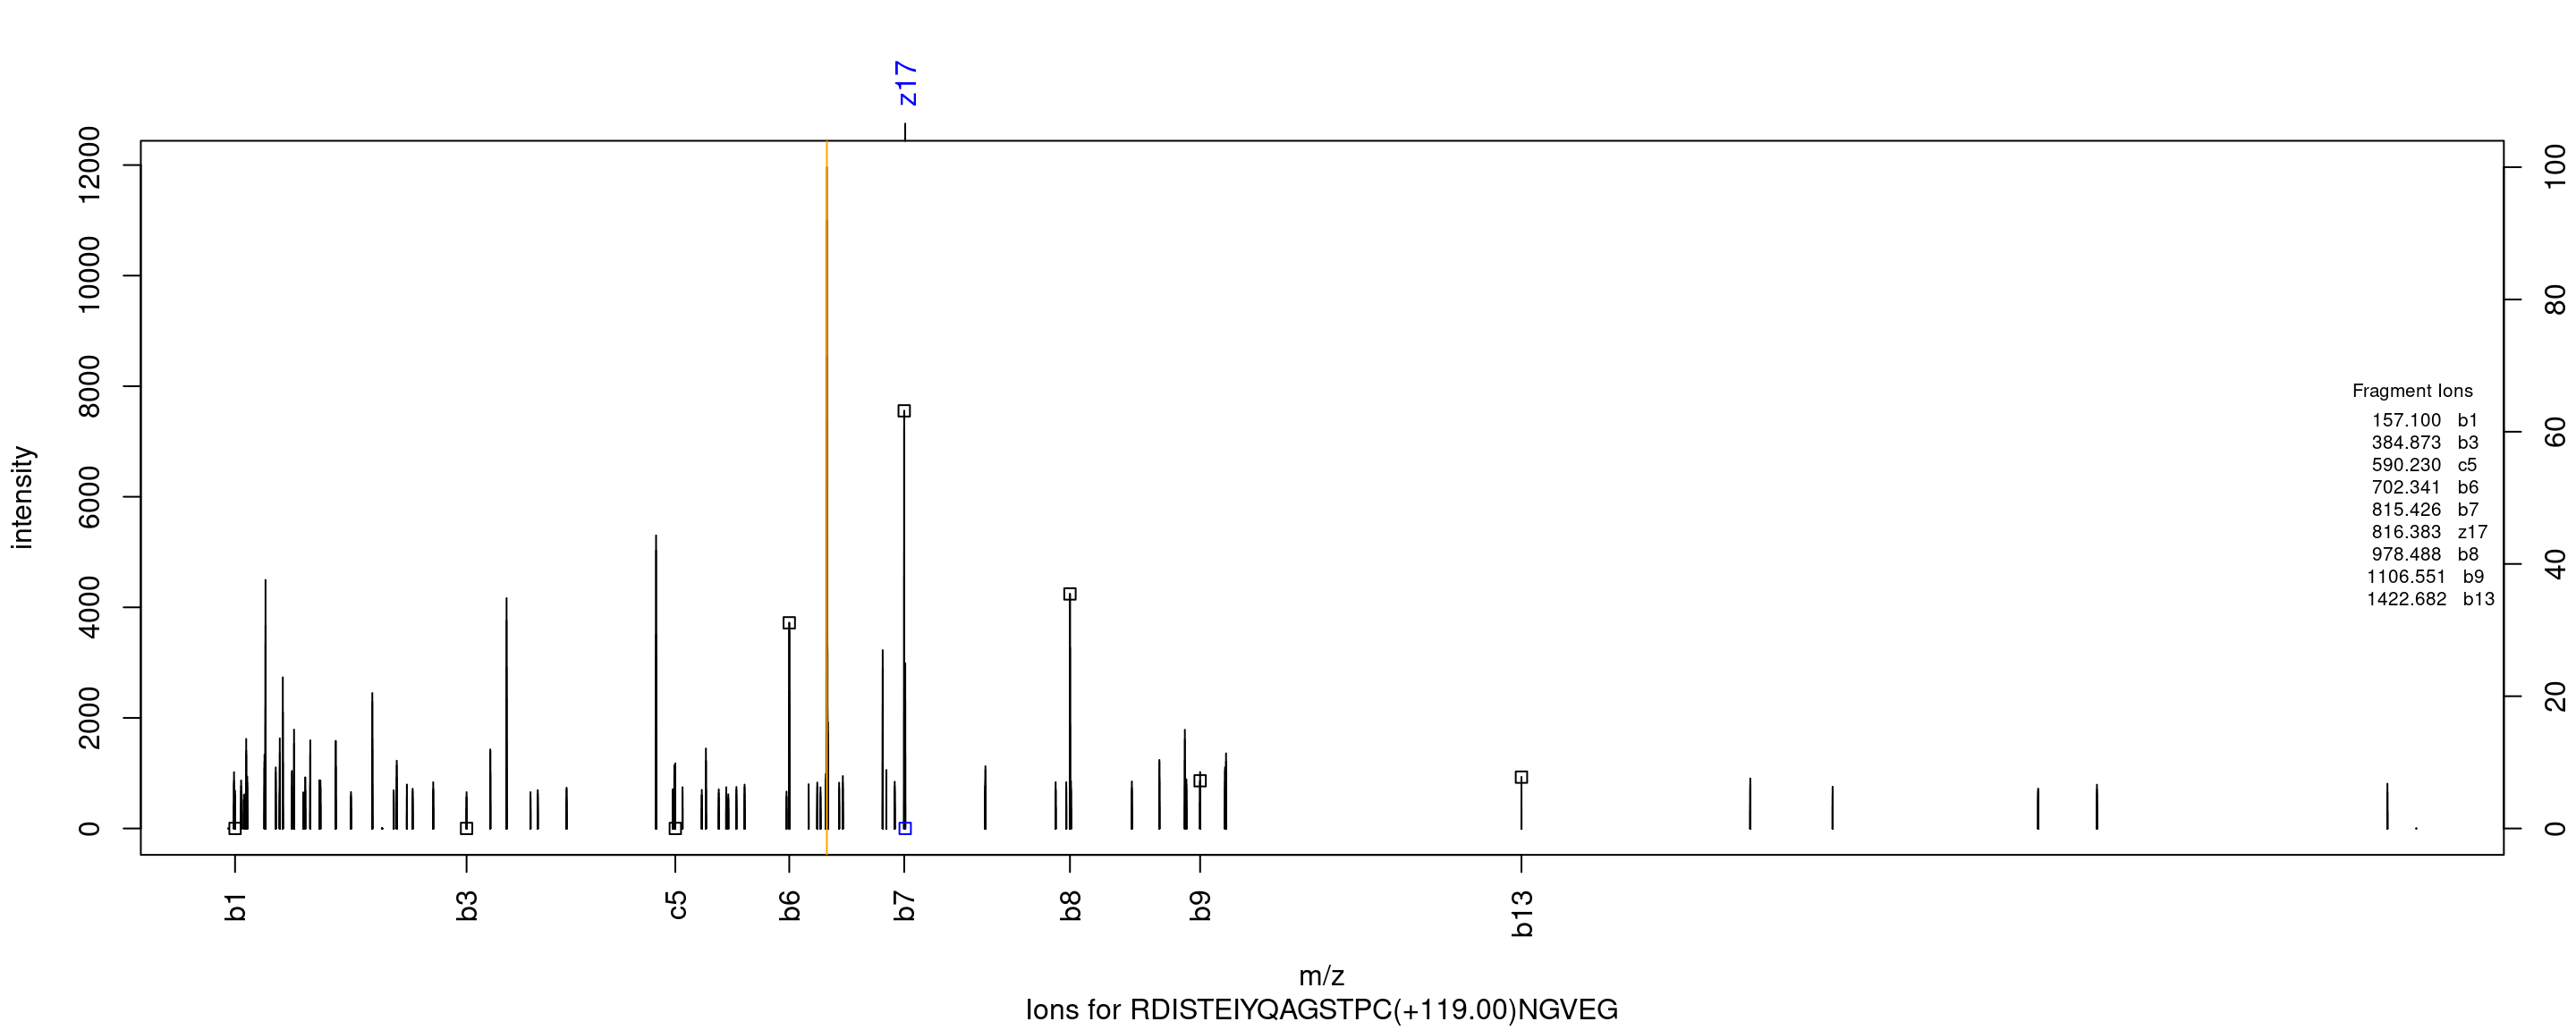 z17
12000
10000
8000
6000
4000
2000
0
intensity
100
80
60
40
20
0
Fragment Ions
157.100 b1
384.873 b3
590.230 c5
702.341 b6
815.426 b7
816.383 z17
978.488 b8
1106.551 b9
1422.682 b13
b1 b3 c5 b6 b7 b8 b9 b13
m/z
Ions for RDISTEIYQAGSTPC(+119.00)NGVEG